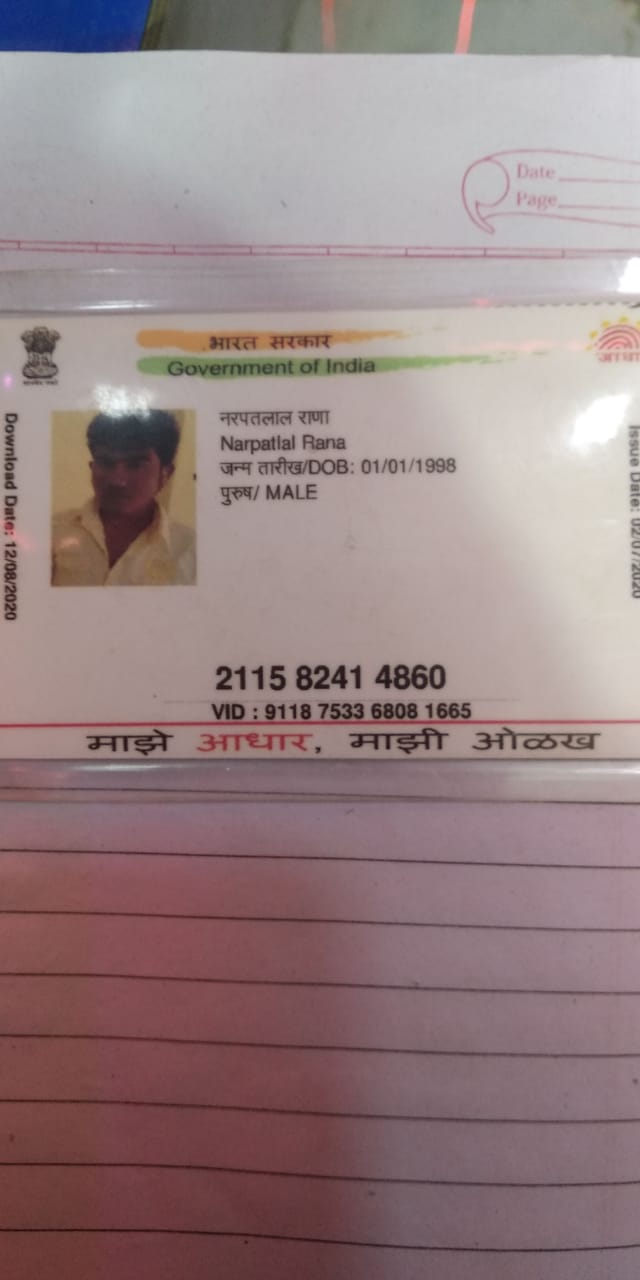 Date
Page
भारत सरकार
Government of India
नरपतलाल राणा
Narpatlal Rana
जन्म तारीख/DOB: 01/01/1998
पुरुष/ MALE
Download Date: 12/08/2020
Issue Date: 02/07/2020
2115 8241 4860
VID : 9118 7533 6808 1665
माझे आधार, माझी ओळख